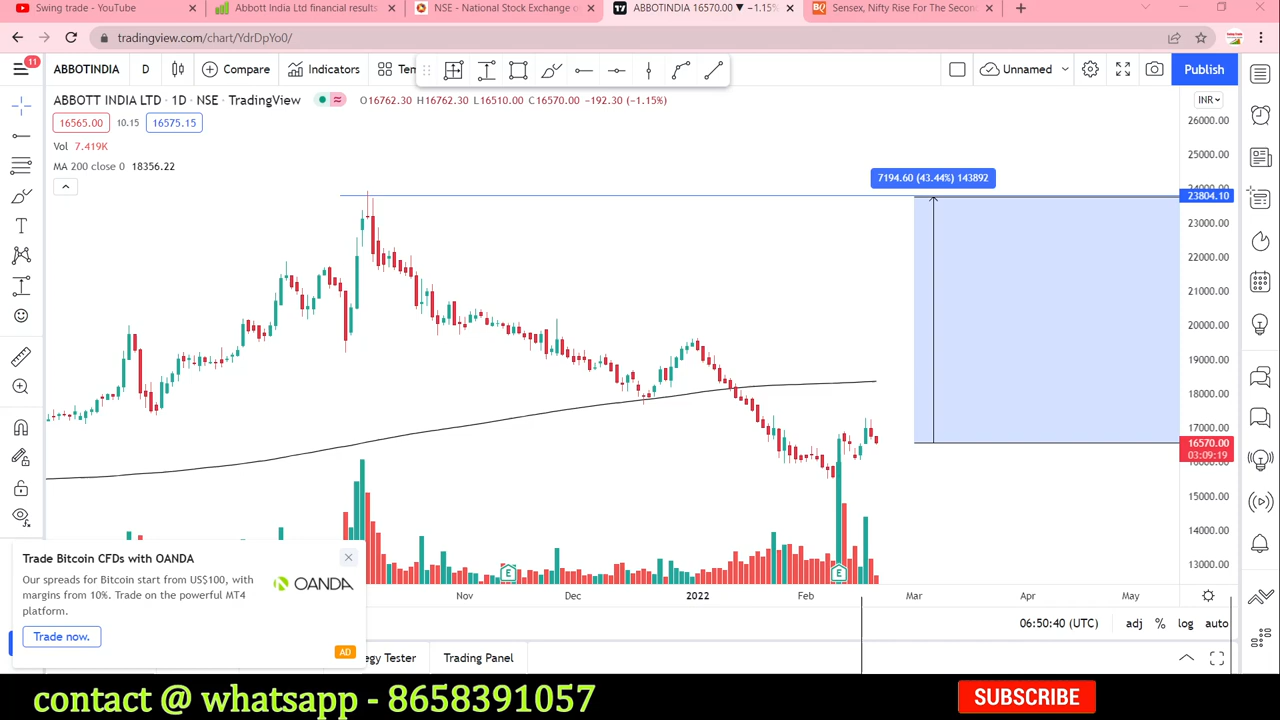 Swing trade - YouTube
Abbott India Ltd financial results
NSE - National Stock Exchange o
ABBOTINDIA 16570.00 ▼ −1.15%
Sensex, Nifty Rise For The Secon
tradingview.com/chart/YdrDpYo0/
11
ABBOTINDIA
D
Compare
Indicators
Tem
Unnamed
Publish
ABBOTT INDIA LTD · 1D · NSE · TradingView
O16762.30 H16762.30 L16510.00 C16570.00 −192.30 (−1.15%)
INR
16565.00
10.15
16575.15
Vol 7.419K
MA 200 close 0 18356.22
7194.60 (43.44%) 143892
26000.00
25000.00
24000.00
23804.10
23000.00
22000.00
21000.00
20000.00
19000.00
18000.00
17000.00
16570.00
03:09:19
16000.00
15000.00
14000.00
13000.00
E
E
Nov
Dec
2022
Feb
Mar
Apr
May
Trade Bitcoin CFDs with OANDA
Our spreads for Bitcoin start from US$100, with
margins from 10%. Trade on the powerful MT4
platform.
OANDA
Trade now.
AD
06:50:40 (UTC)
adj
%
log
auto
egy Tester
Trading Panel
contact @ whatsapp - 8658391057
SUBSCRIBE